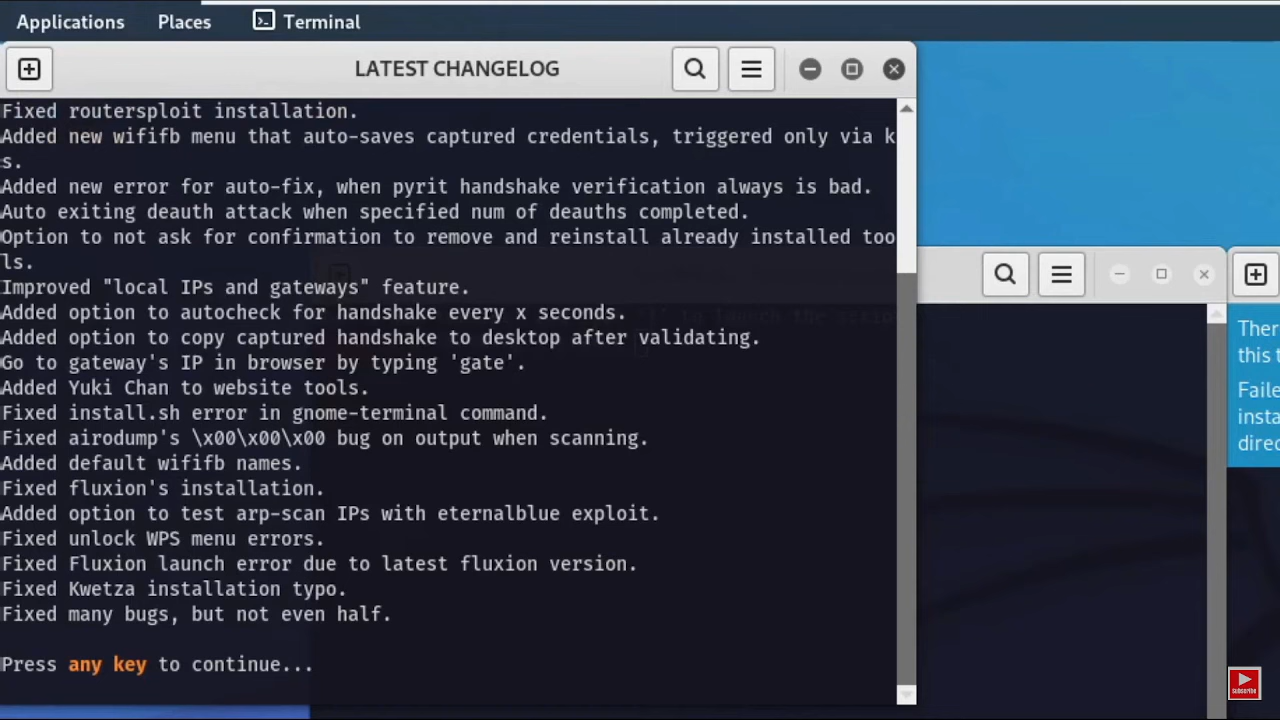 Applications Places Terminal
LATEST CHANGELOG
Fixed routersploit installation.
Added new wififb menu that auto-saves captured credentials, triggered only via k
s.
Added new error for auto-fix, when pyrit handshake verification always is bad.
Auto exiting deauth attack when specified num of deauths completed.
Option to not ask for confirmation to remove and reinstall already installed too
ls.
Improved "local IPs and gateways" feature.
Added option to autocheck for handshake every x seconds.
Added option to copy captured handshake to desktop after validating.
Go to gateway's IP in browser by typing 'gate'.
Added Yuki Chan to website tools.
Fixed install.sh error in gnome-terminal command.
Fixed airodump's \x00\x00\x00 bug on output when scanning.
Added default wififb names.
Fixed fluxion's installation.
Added option to test arp-scan IPs with eternalblue exploit.
Fixed unlock WPS menu errors.
Fixed Fluxion launch error due to latest fluxion version.
Fixed Kwetza installation typo.
Fixed many bugs, but not even half.
Press any key to continue...
to launch the scrip
Ther
this t
Faile
insta
direc
subscribe